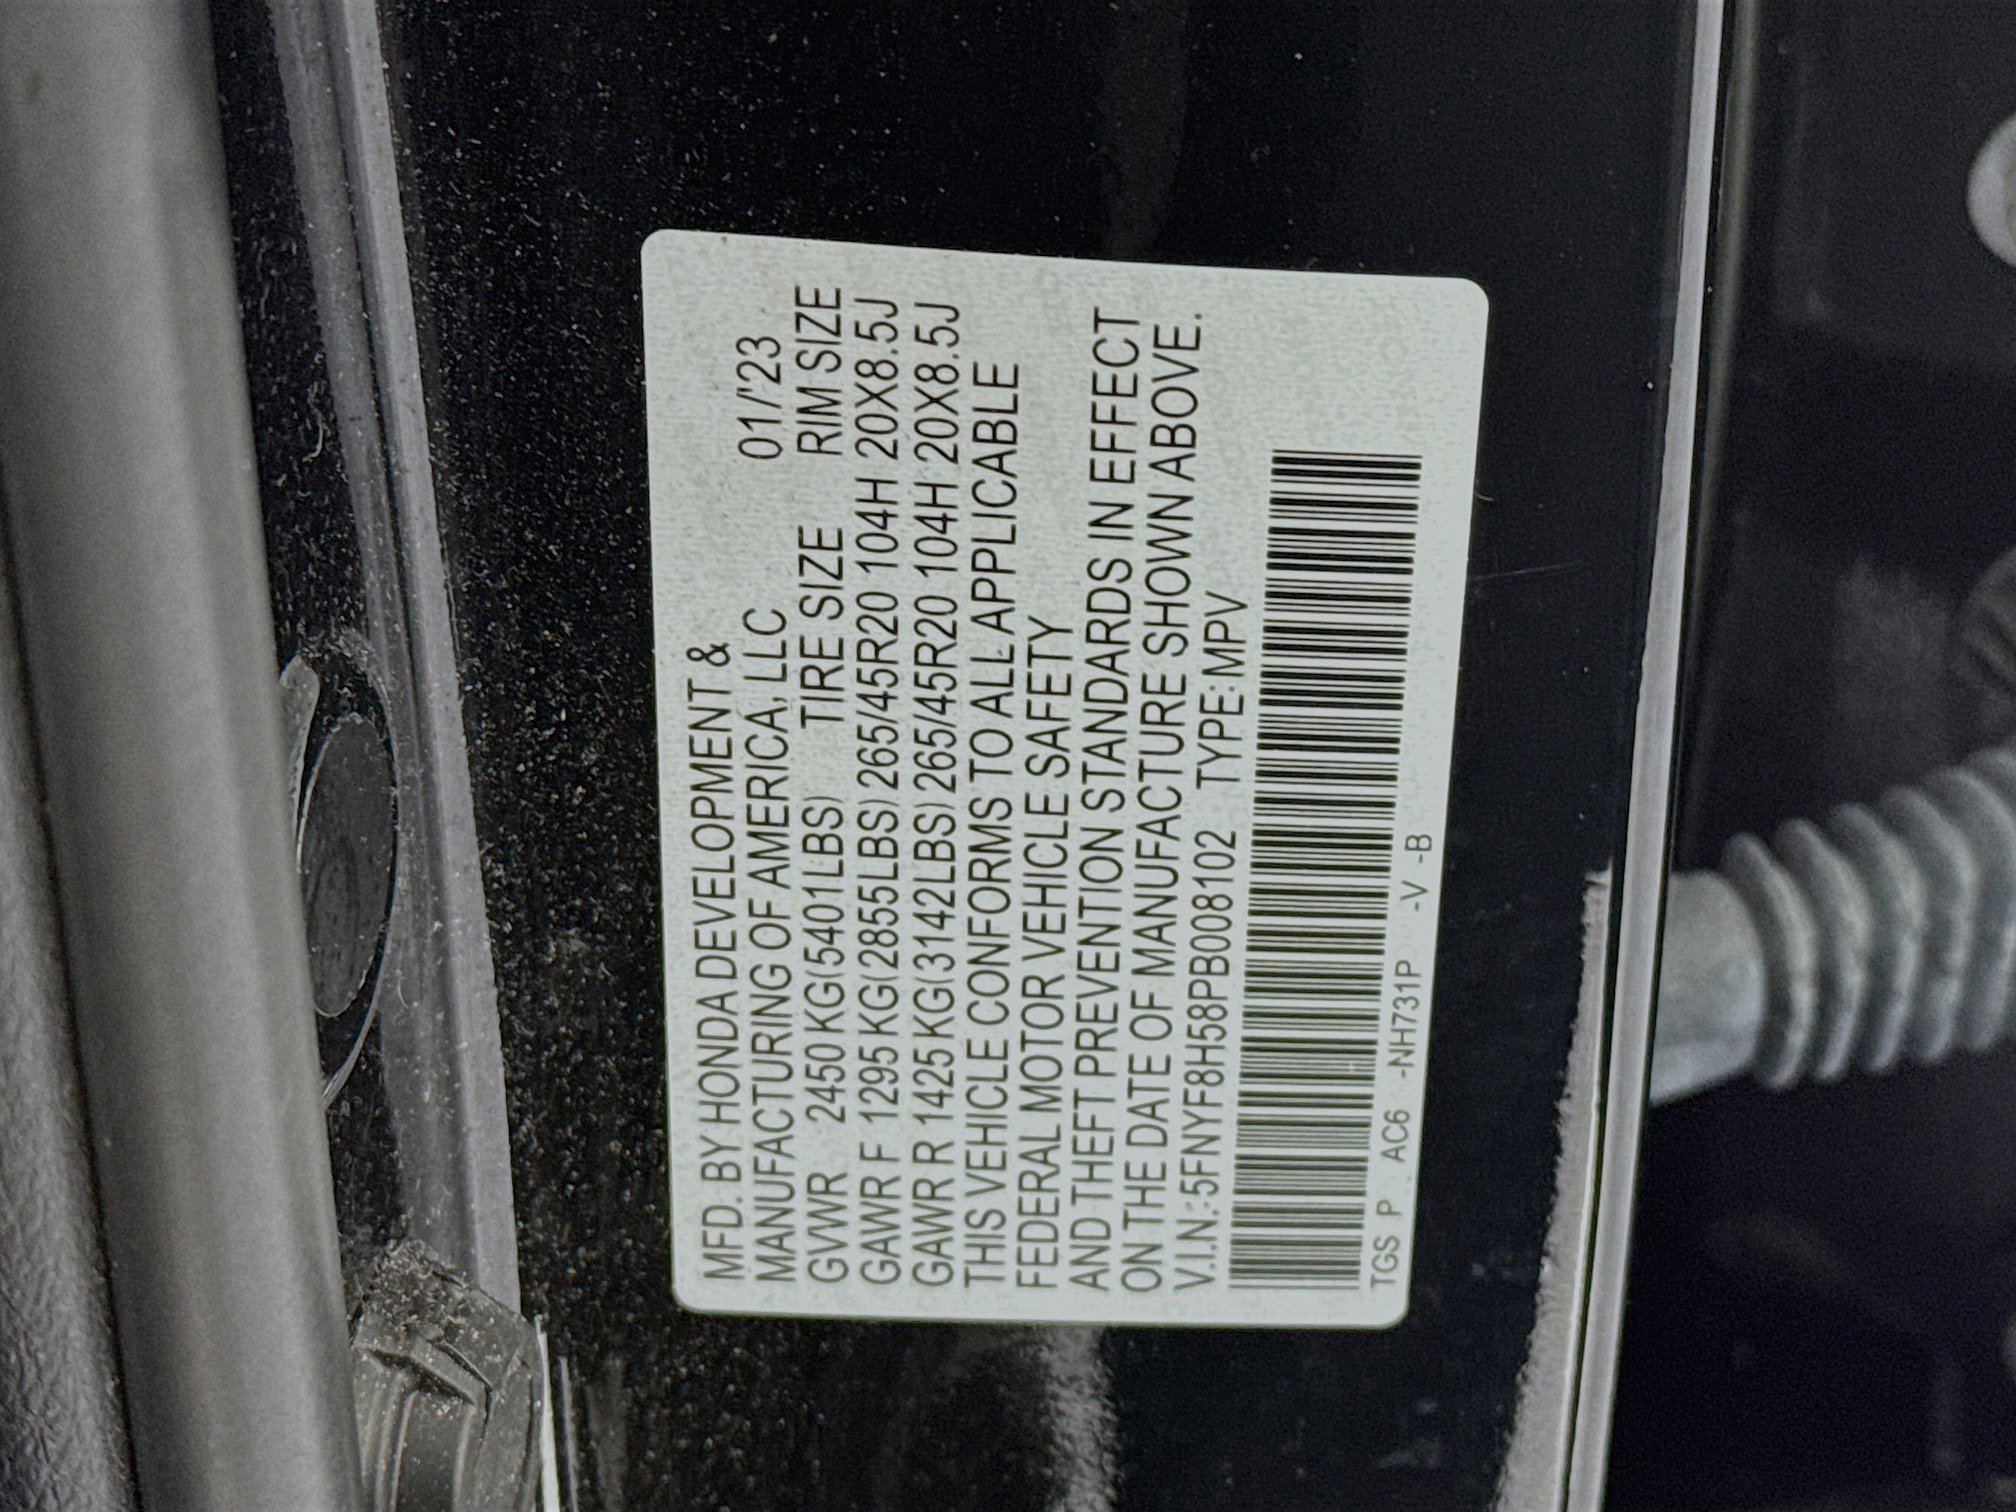 MFD. BY HONDA DEVELOPMENT &
MANUFACTURING OF AMERICA, LLC 01/'23
GVWR 2450 KG(5401LBS) TIRE SIZE RIM SIZE
GAWR F 1295 KG(2855LBS) 265/45R20 104H 20X8.5J
GAWR R 1425 KG(3142LBS) 265/45R20 104H 20X8.5J
THIS VEHICLE CONFORMS TO ALL APPLICABLE
FEDERAL MOTOR VEHICLE SAFETY
AND THEFT PREVENTION STANDARDS IN EFFECT
ON THE DATE OF MANUFACTURE SHOWN ABOVE.
V.I.N.:5FNYF8H58PB008102 TYPE:MPV
TGS P .. AC6 -NH731P -V -B